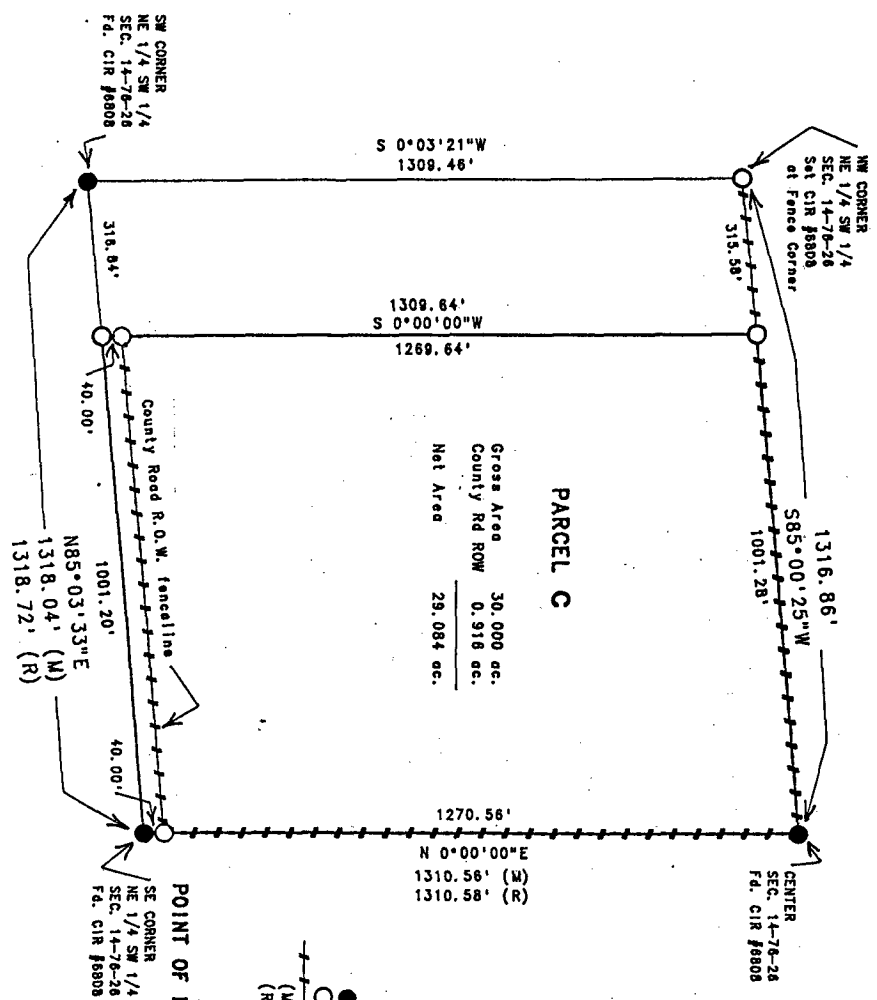 SW CORNER
NE 1/4 SW 1/4
SEC. 14-76-26
Fd. CIR #6808
NW CORNER
NE 1/4 SW 1/4
SEC. 14-76-26
Set CIR #6808
at Fence Corner
S 0°03'21"W
1309.46'
316.84'
315.58'
1309.64'
S 0°00'00"W
1269.64'
40.00'
County Road R.O.W. fenceline
PARCEL C
Gross Area 30.000 ac.
County Rd ROW 0.916 ac.
Net Area 29.084 ac.
1316.86'
S85°00'25"W
1001.28'
1001.20'
N85°03'33"E
1318.04' (M)
1318.72' (R)
40.00'
1270.56'
N 0°00'00"E
1310.56' (M)
1310.58' (R)
CENTER
SEC. 14-76-26
Fd. CIR #6808
SE CORNER
NE 1/4 SW 1/4
SEC. 14-76-26
Fd. CIR #6808
POINT OF
(M
(R